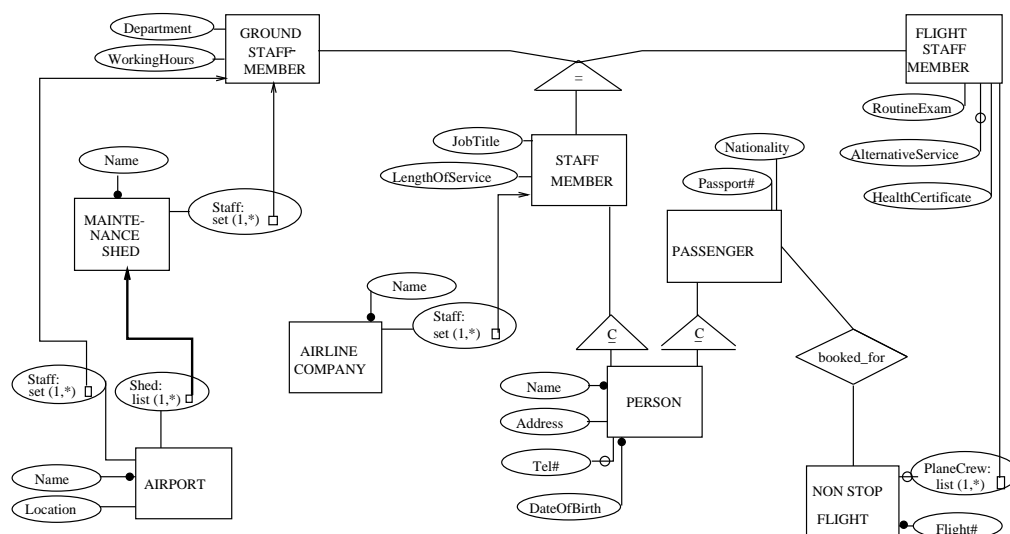 Department
WorkingHours
GROUND
STAFF-
MEMBER
FLIGHT
STAFF
MEMBER
=
RoutineExam
AlternativeService
HealthCertificate
JobTitle
LengthOfService
STAFF
MEMBER
Nationality
Passport#
PASSENGER
Name
MAINTE-
NANCE
SHED
Staff:
set (1,*)
Name
Staff:
set (1,*)
AIRLINE
COMPANY
C
C
booked_for
Staff:
set (1,*)
Shed:
list (1,*)
Name
Address
Tel#
DateOfBirth
PERSON
Name
Location
AIRPORT
NON STOP
FLIGHT
PlaneCrew:
list (1,*)
Flight#